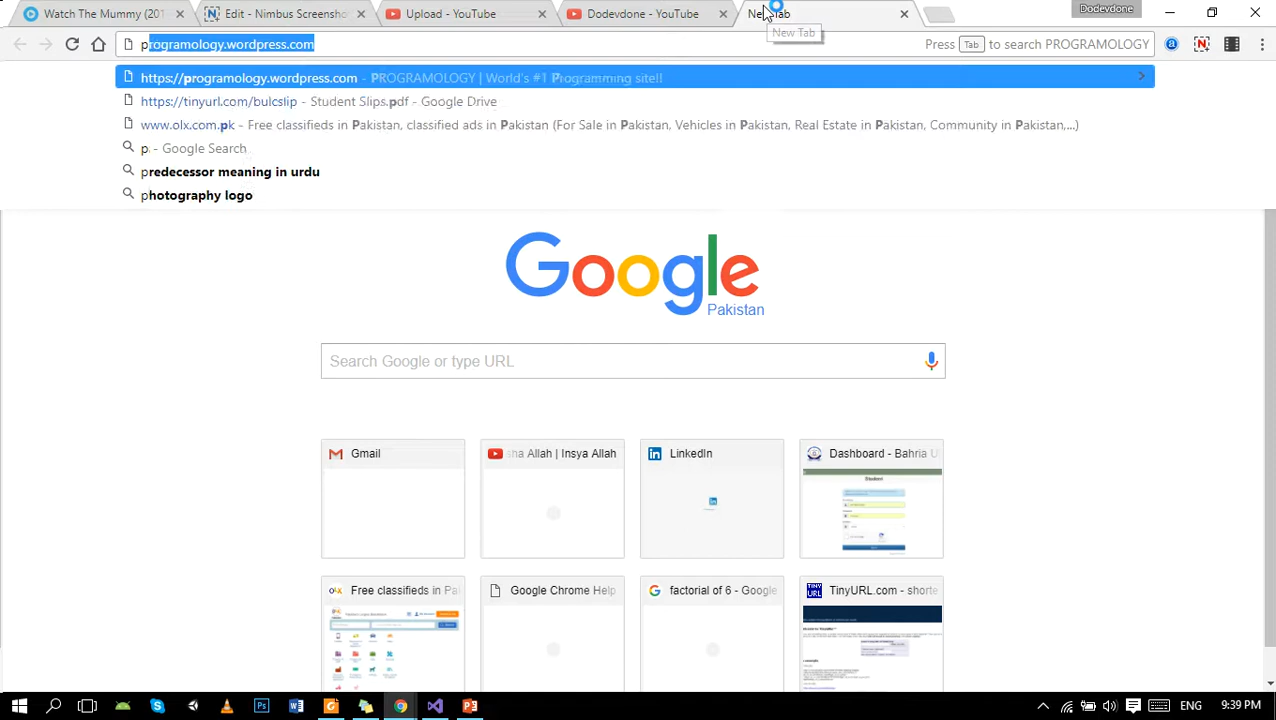 Watch The Mummy (201
Edit - Nimbus Screenshot
Upload - YouTube
Dodevdone - YouTube
New Tab
Dodevdone
programology.wordpress.com
Press Tab to search PROGRAMOLOGY
New Tab
https://programology.wordpress.com - PROGRAMOLOGY | World's #1 Programming site!!
https://tinyurl.com/bulcslip - Student Slips.pdf - Google Drive
www.olx.com.pk - Free classifieds in Pakistan, classified ads in Pakistan (For Sale in Pakistan, Vehicles in Pakistan, Real Estate in Pakistan, Community in Pakistan,...)
p. - Google Search
predecessor meaning in urdu
photography logo
Google
Pakistan
Search Google or type URL
Gmail
sha Allah | Insya Allah
LinkedIn
Dashboard - Bahria U
Free classifieds in Pa
Google Chrome Help
factorial of 6 - Google
TinyURL.com - shorte
ENG
9:39 PM